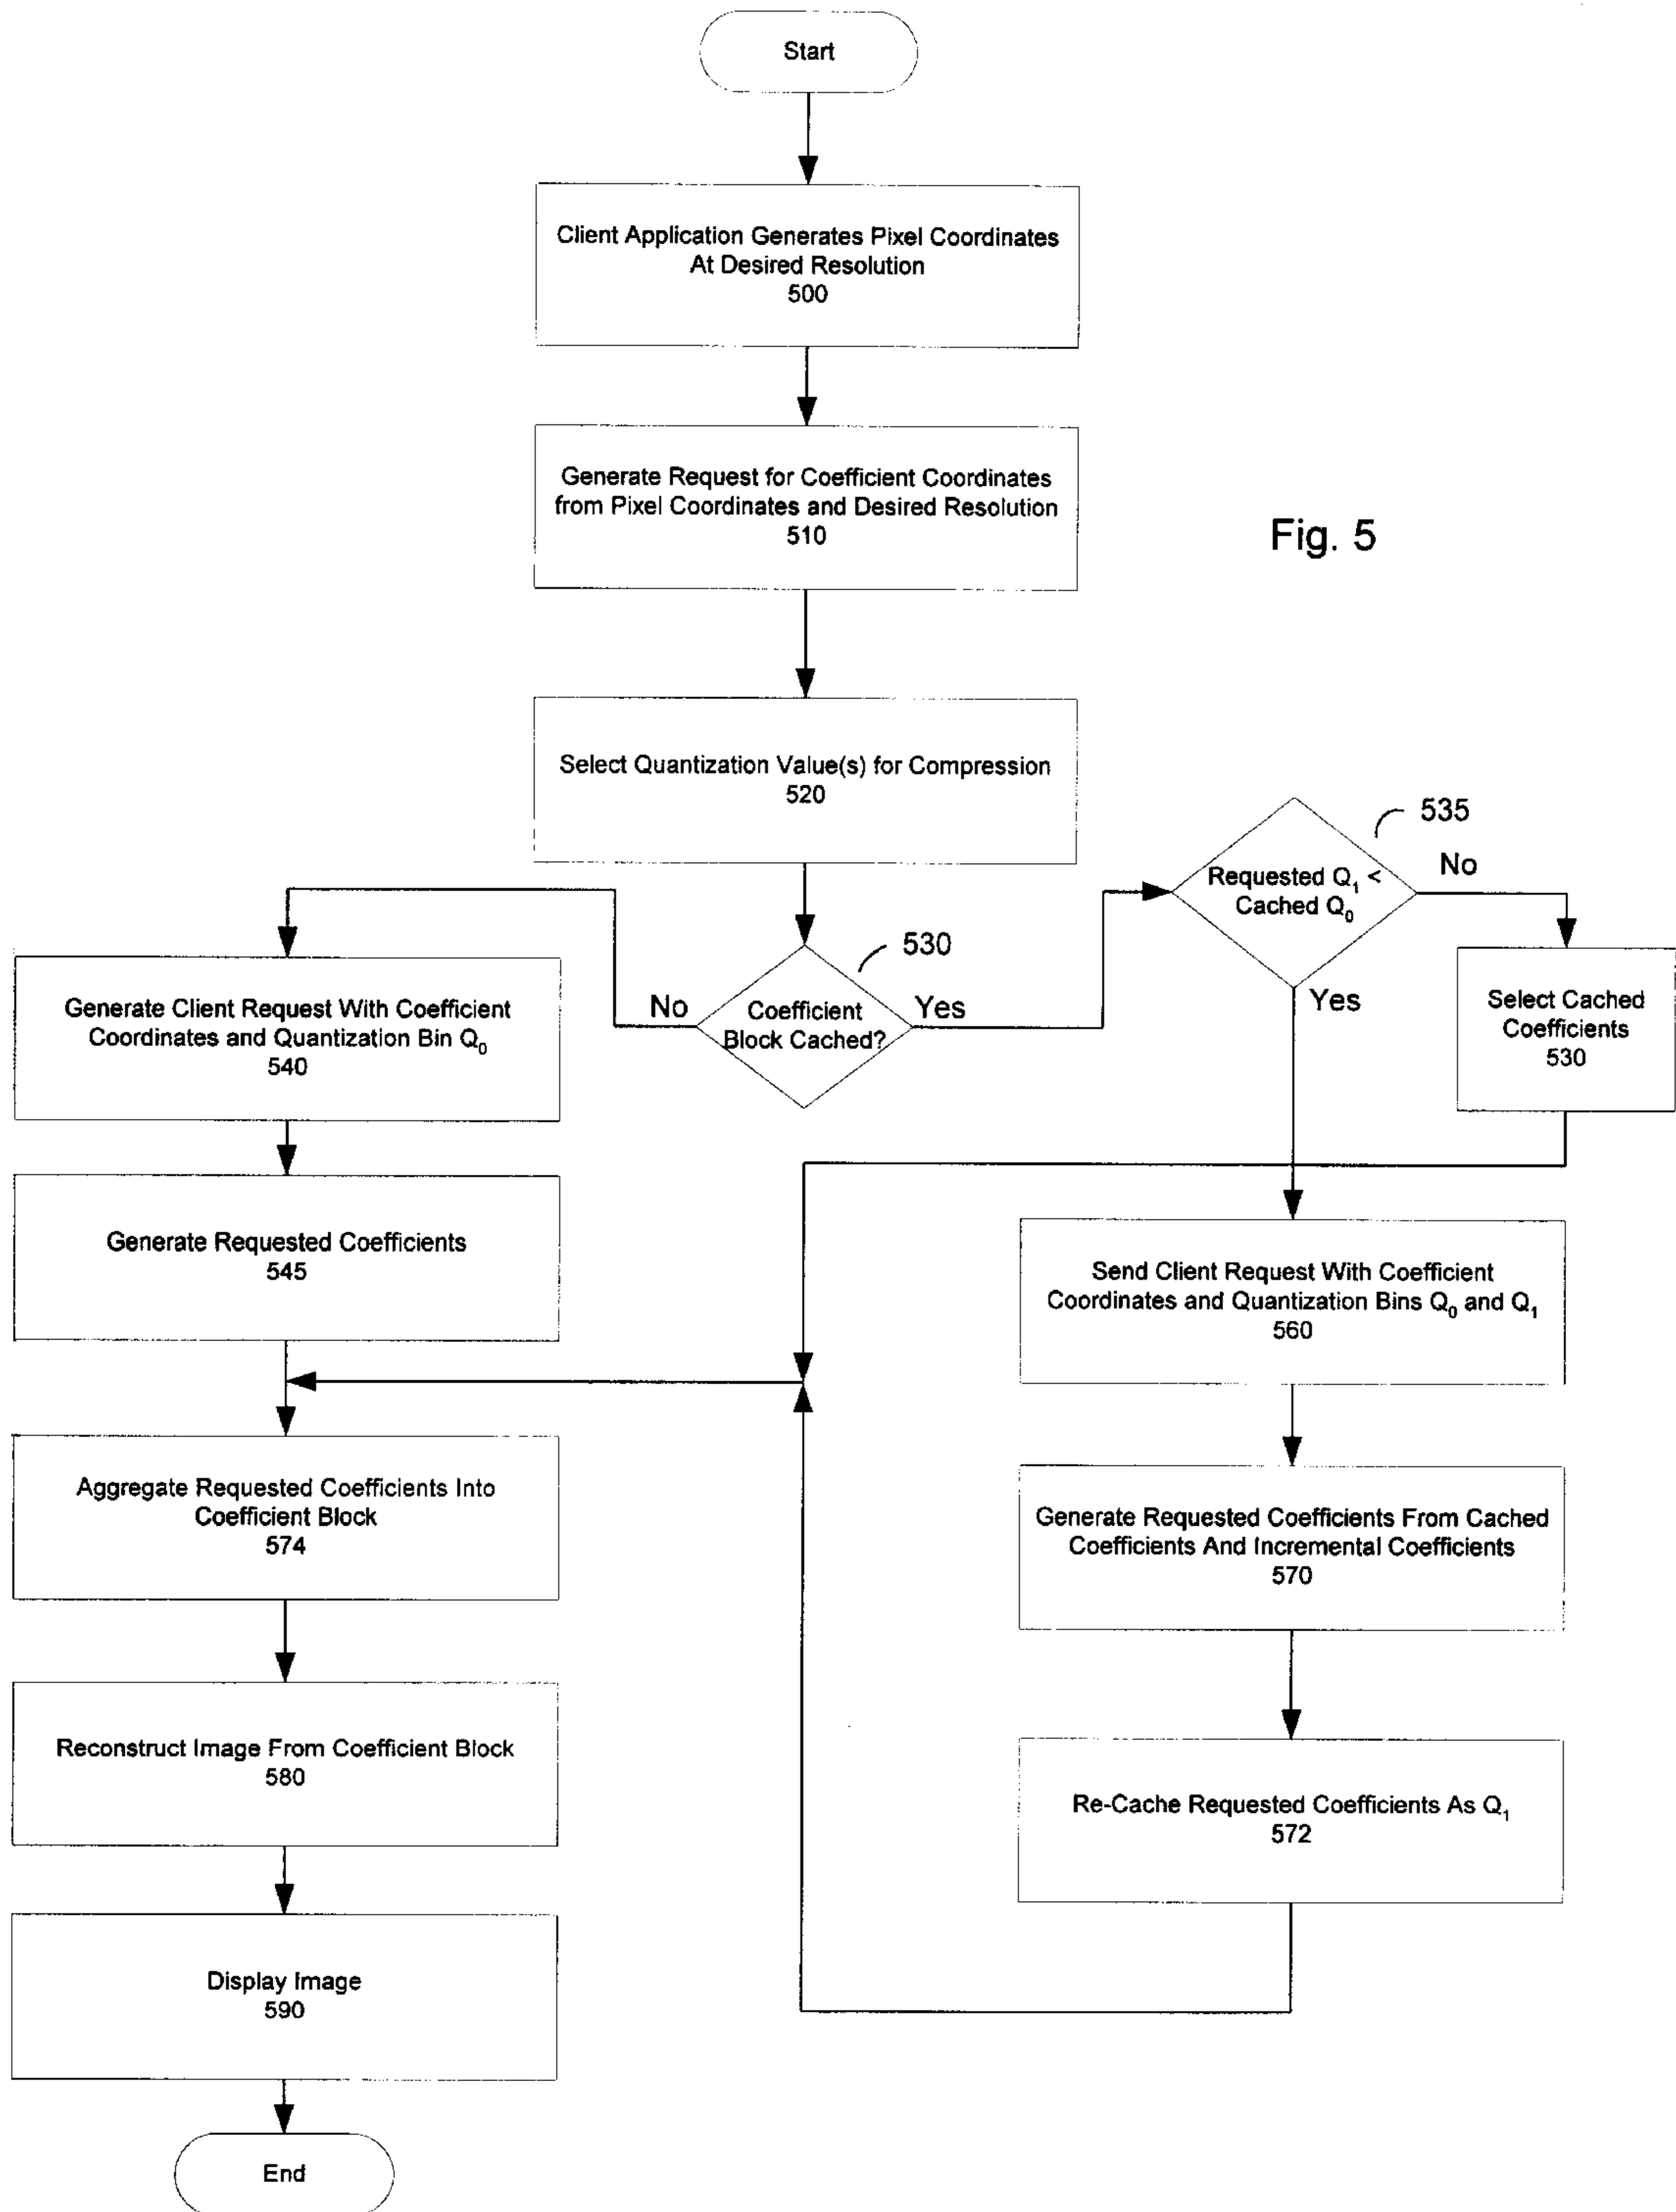 Start
Client Application Generates Pixel Coordinates
At Desired Resolution
500
Generate Request for Coefficient Coordinates
from Pixel Coordinates and Desired Resolution
510
Fig. 5
Select Quantization Value(s) for Compression
520
535
Requested Q₁ <
Cached Q₀
No
Yes
530
Coefficient
Block Cached?
No
Yes
Select Cached
Coefficients
530
Generate Client Request With Coefficient
Coordinates and Quantization Bin Q₀
540
Generate Requested Coefficients
545
Send Client Request With Coefficient
Coordinates and Quantization Bins Q₀ and Q₁
560
Aggregate Requested Coefficients Into
Coefficient Block
574
Generate Requested Coefficients From Cached
Coefficients And Incremental Coefficients
570
Reconstruct Image From Coefficient Block
580
Re-Cache Requested Coefficients As Q₁
572
Display Image
590
End